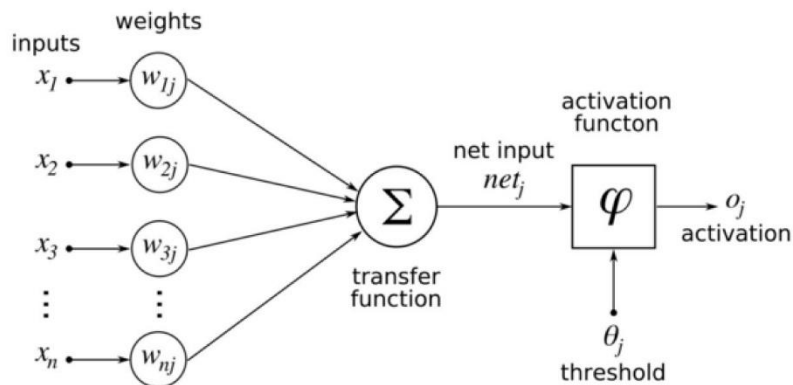 inputs
weights
x₁
w₁ⱼ
x₂
w₂ⱼ
x₃
w₃ⱼ
⋮
⋮
xₙ
wₙⱼ
Σ
transfer
function
net input
netⱼ
activation
functon
φ
oⱼ
activation
θⱼ
threshold